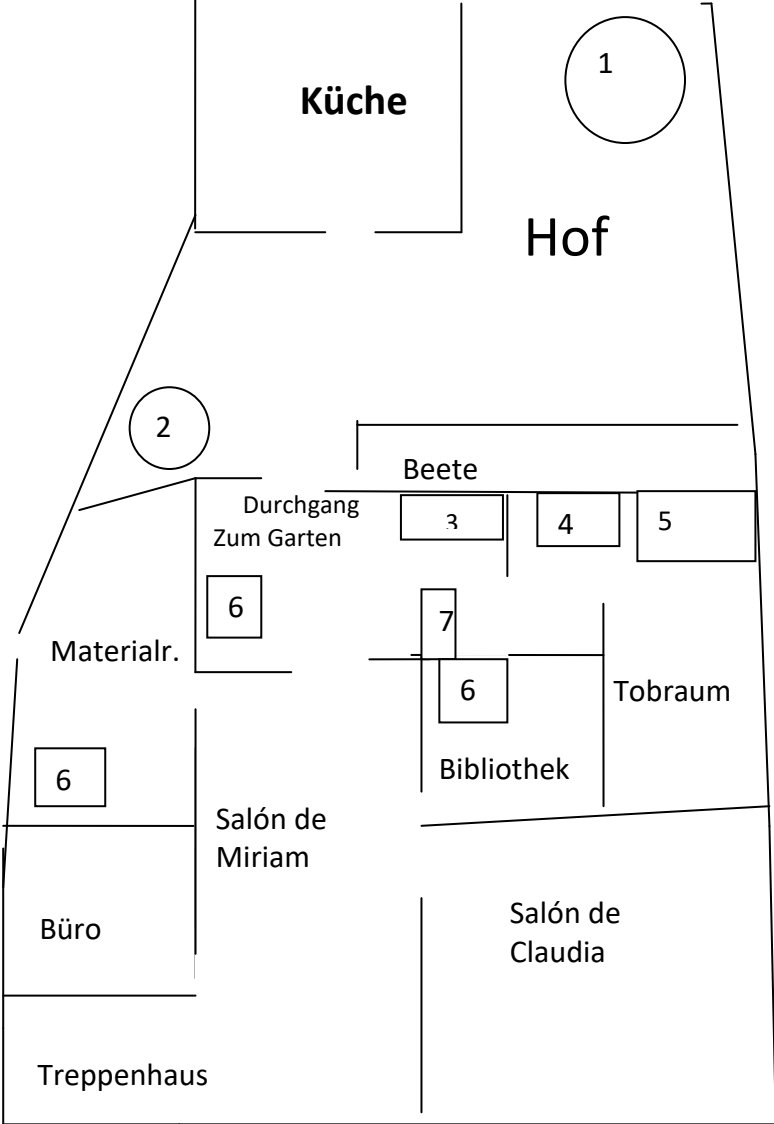 1
Küche
Hof
2
Beete
Durchgang
Zum Garten
3
4
5
6
7
Materialr.
6
Tobraum
6
Bibliothek
Salón de
Miriam
Büro
Salón de
Claudia
Treppenhaus